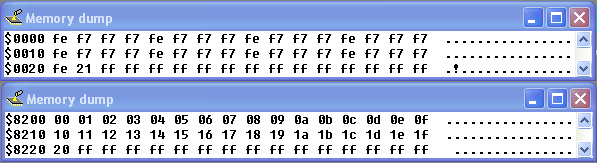 Memory dump
$0000 fe f7 f7 f7 fe f7 f7 f7 fe f7 f7 f7 fe f7 f7 f7 ................
$0010 fe f7 f7 f7 fe f7 f7 f7 fe f7 f7 f7 fe f7 f7 f7 ................
$0020 fe 21 ff ff ff ff ff ff ff ff ff ff ff ff ff ff .!..............
Memory dump
$8200 00 01 02 03 04 05 06 07 08 09 0a 0b 0c 0d 0e 0f ................
$8210 10 11 12 13 14 15 16 17 18 19 1a 1b 1c 1d 1e 1f ................
$8220 20 ff ff ff ff ff ff ff ff ff ff ff ff ff ff ff  ...............